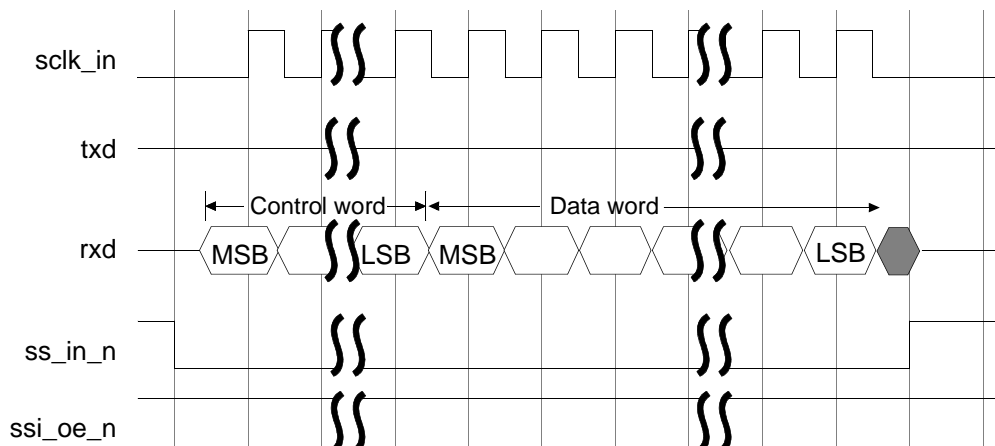 sclk_in
txd
Control word Data word
rxd MSB LSB MSB LSB
ss_in_n
ssi_oe_n